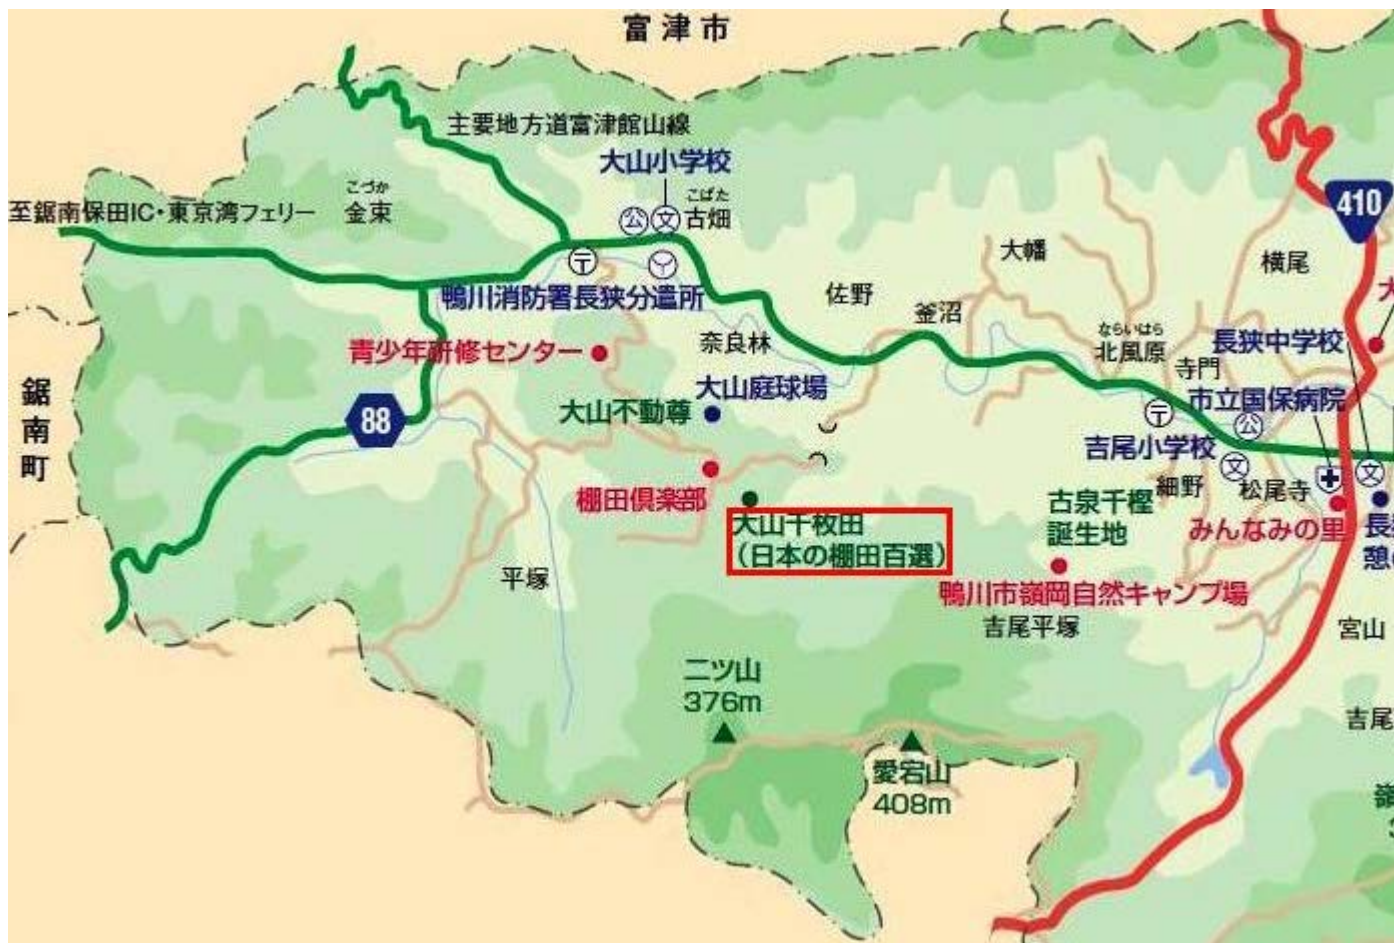 富津市
主要地方道富津館山線
大山小学校
こづか
金束
こばた
古畑
公
文
至鋸南保田IC・東京湾フェリー
410
大幡
横尾
〒
鴨川消防署長狭分遣所
佐野
釜沼
ならいはら
北風原
寺門
長狭中学校
青少年研修センター
奈良林
大山庭球場
市立国保病院
鋸南町
88
大山不動尊
〒
公
吉尾小学校
文
文
棚田倶楽部
細野
松尾寺
みんなみの里
大山千枚田
(日本の棚田百選)
古泉千樫
誕生地
平塚
鴨川市嶺岡自然キャンプ場
吉尾平塚
宮山
二ツ山
376m
吉尾
愛宕山
408m